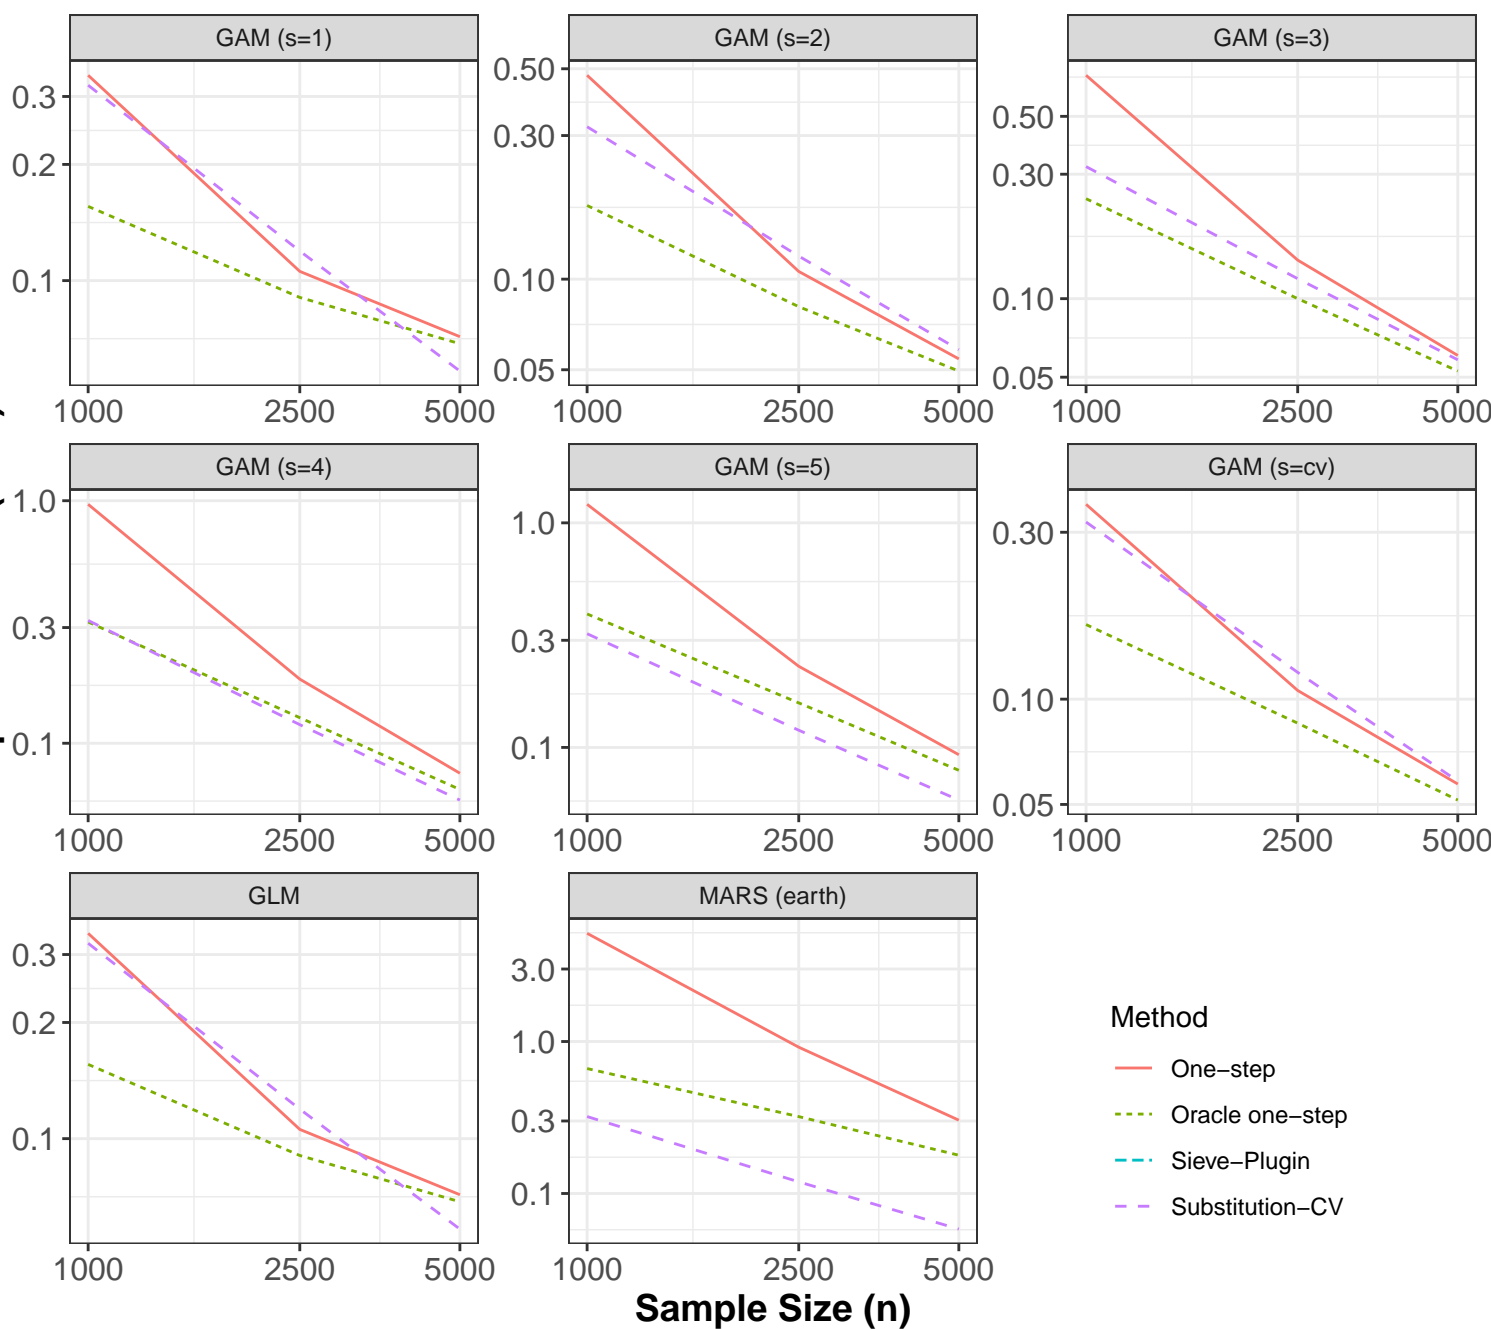 GAM (s=1)
GAM (s=2)
GAM (s=3)
0.3
0.2
0.1
0.50
0.30
0.10
0.05
0.50
0.30
0.10
0.05
1000 2500 5000
1000 2500 5000
1000 2500 5000
GAM (s=4)
GAM (s=5)
GAM (s=cv)
1.0
0.3
0.1
1.0
0.3
0.1
0.30
0.10
0.05
1000 2500 5000
1000 2500 5000
1000 2500 5000
GLM
MARS (earth)
0.3
0.2
0.1
3.0
1.0
0.3
0.1
1000 2500 5000
1000 2500 5000
Sample Size (n)
Method
One−step
Oracle one−step
Sieve−Plugin
Substitution−CV